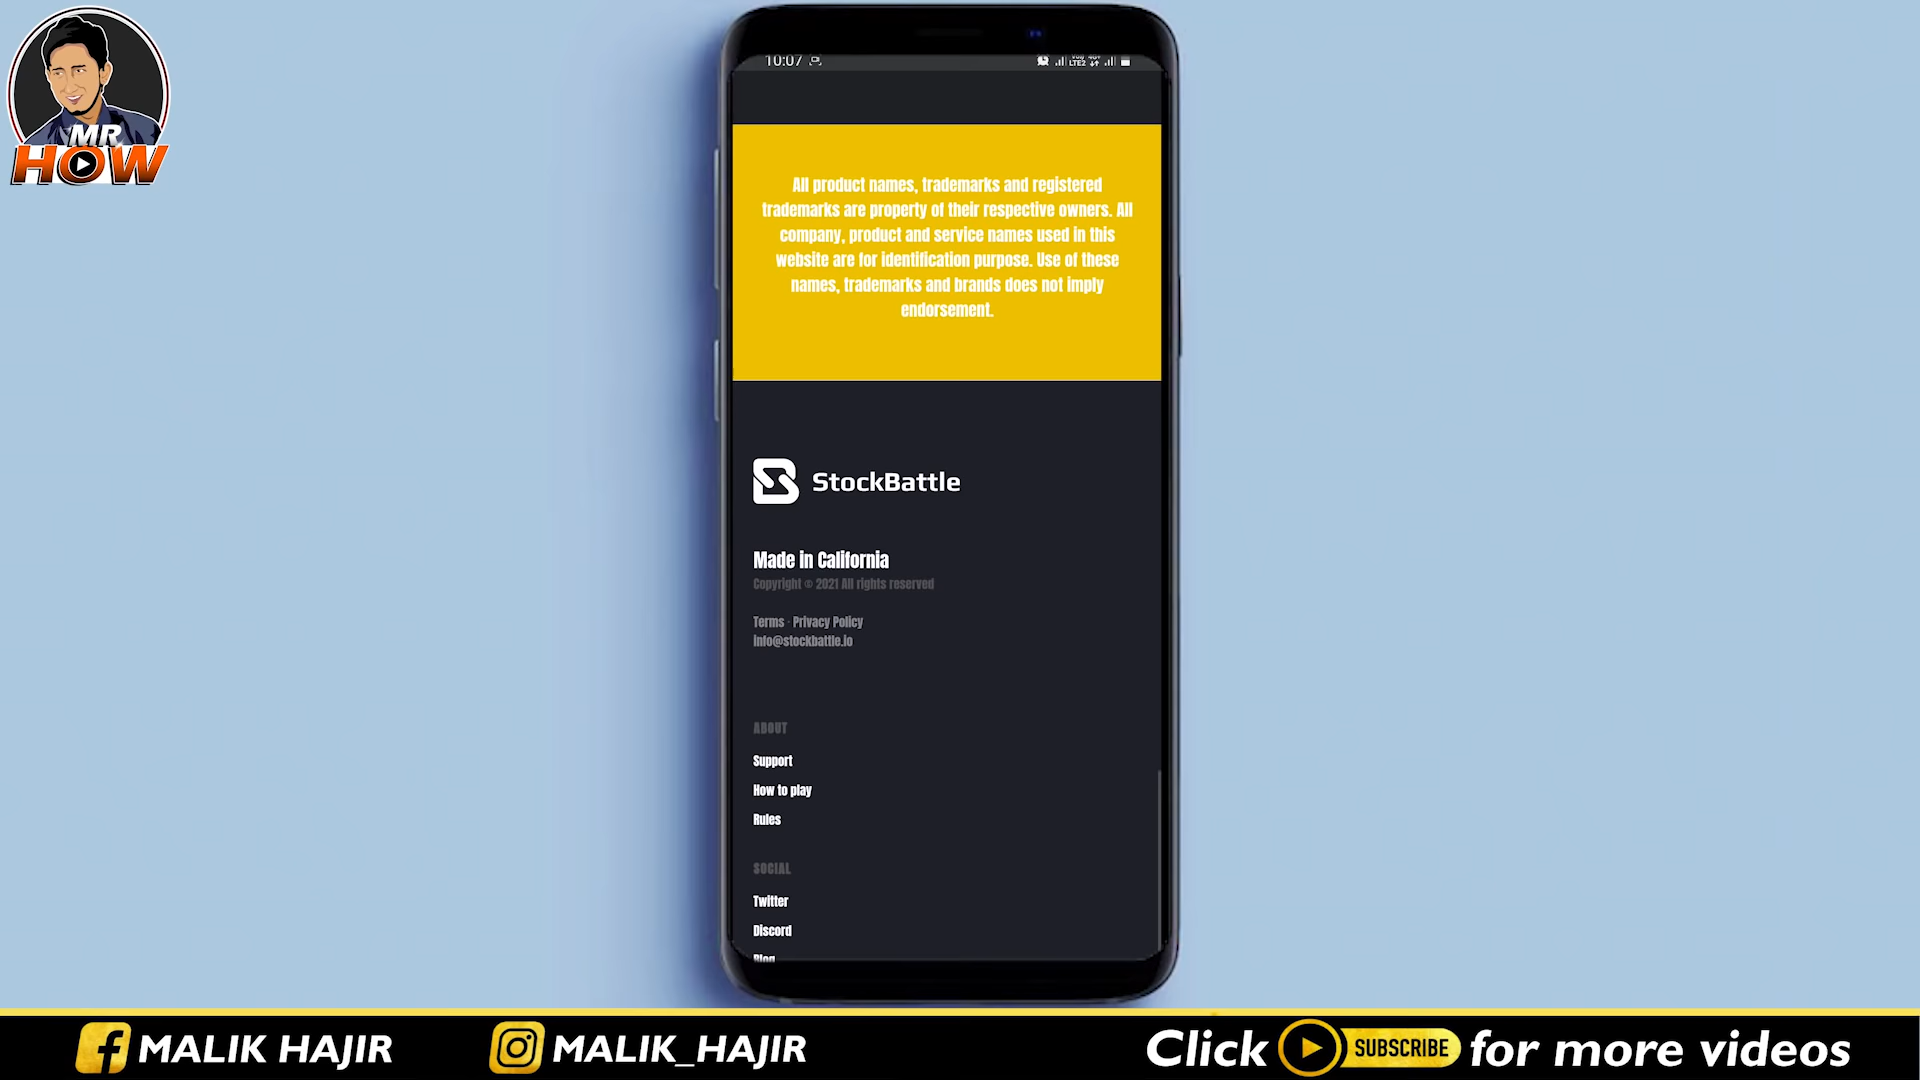 MR
HOW
10:07
LTE2
All product names, trademarks and registered
trademarks are property of their respective owners. All
company, product and service names used in this
website are for identification purpose. Use of these
names, trademarks and brands does not imply
endorsement.
StockBattle
Made in California
Copyright © 2021 All rights reserved
Terms - Privacy Policy
info@stockbattle.io
ABOUT
Support
How to play
Rules
SOCIAL
Twitter
Discord
Blog
MALIK HAJIR
MALIK_HAJIR
Click SUBSCRIBE for more videos